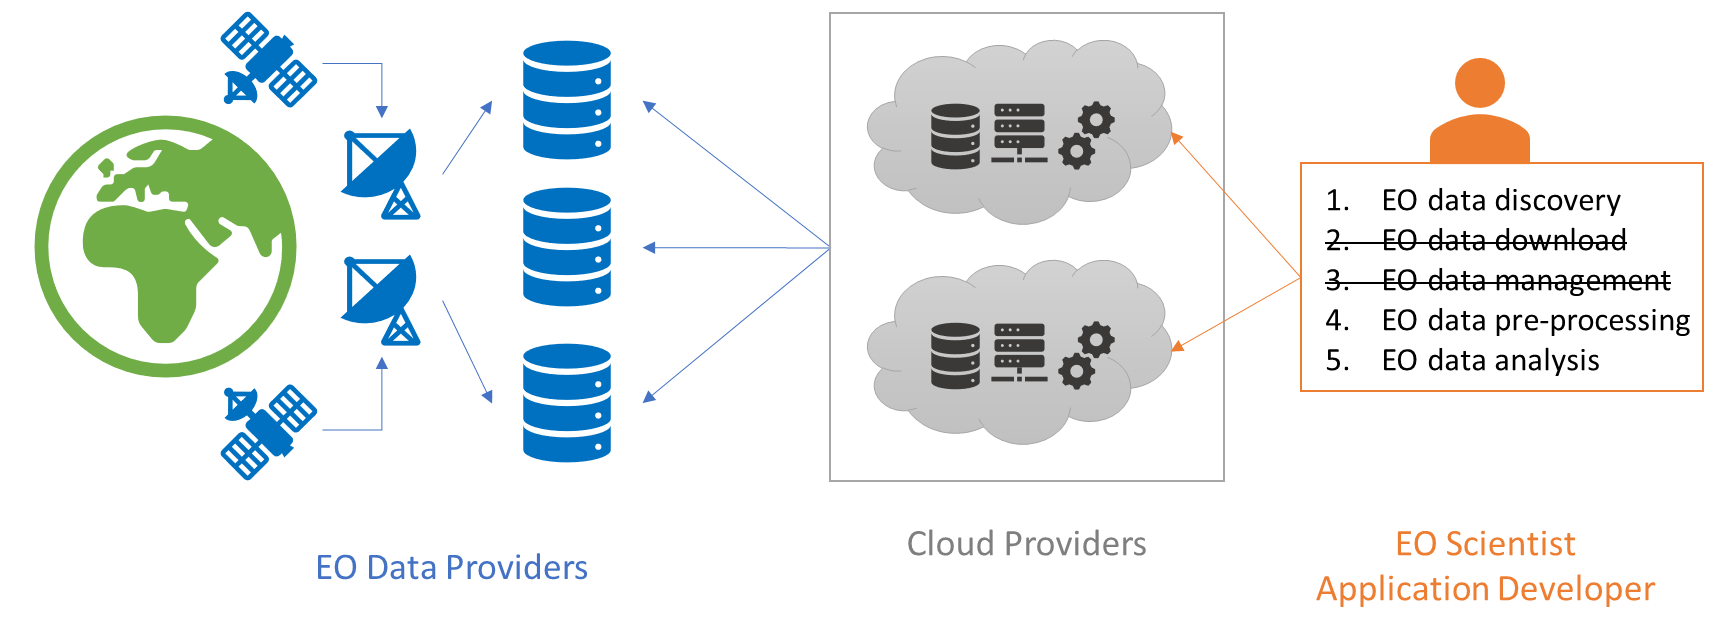 1. EO data discovery
2. EO data download
3. EO data management
4. EO data pre-processing
5. EO data analysis
EO Data Providers
Cloud Providers
EO Scientist
Application Developer